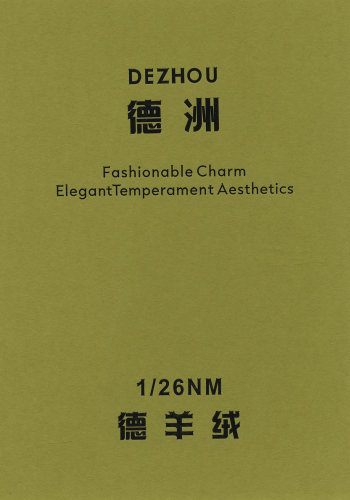 DEZHOU
德洲
Fashionable Charm
ElegantTemperament Aesthetics
1/26NM
德羊绒